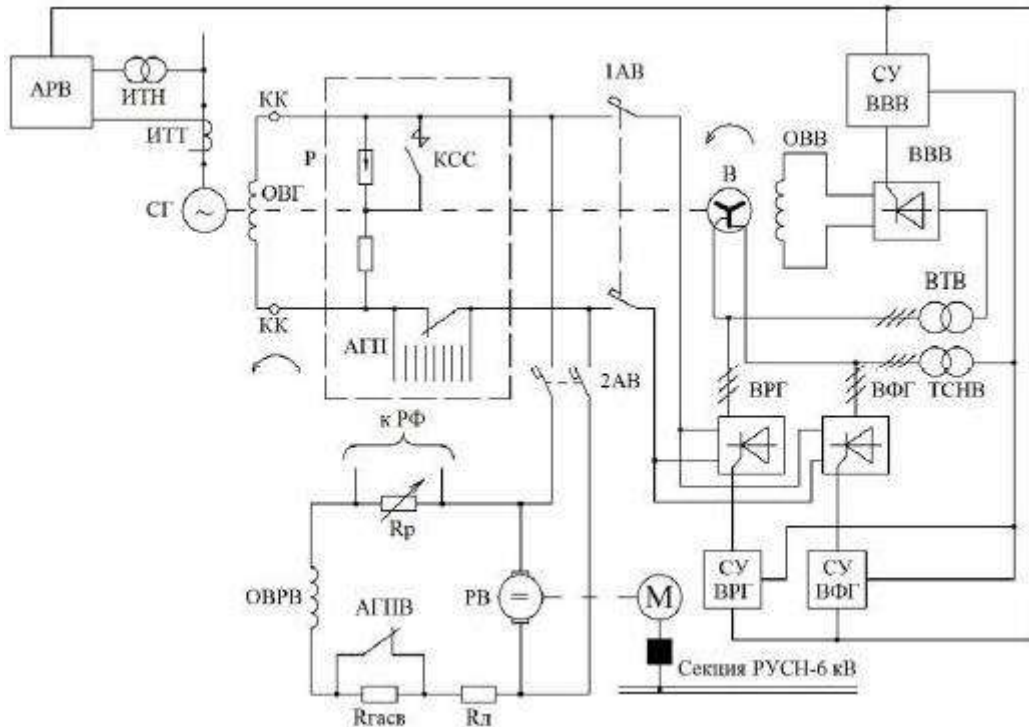 АРВ
ИТН
ИТТ
СГ
~
КК
ОВГ
КК
Р
КСС
АГП
1АВ
В
ОВВ
СУ
ВВВ
ВВВ
ВТВ
ТСНВ
ВРГ
ВФГ
2АВ
к РФ
Rр
ОВРВ
АГПВ
РВ
=
М
СУ
ВРГ
СУ
ВФГ
Секция РУСН-6 кВ
Rгасв
Rд